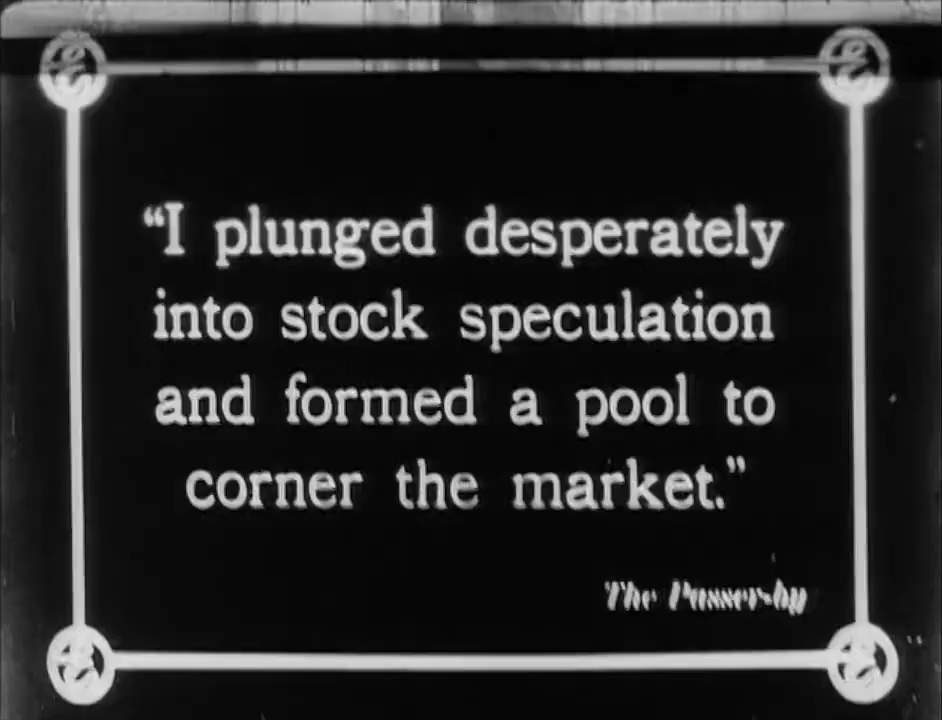 “I plunged desperately
into stock speculation
and formed a pool to
corner the market.”
The Passer-by